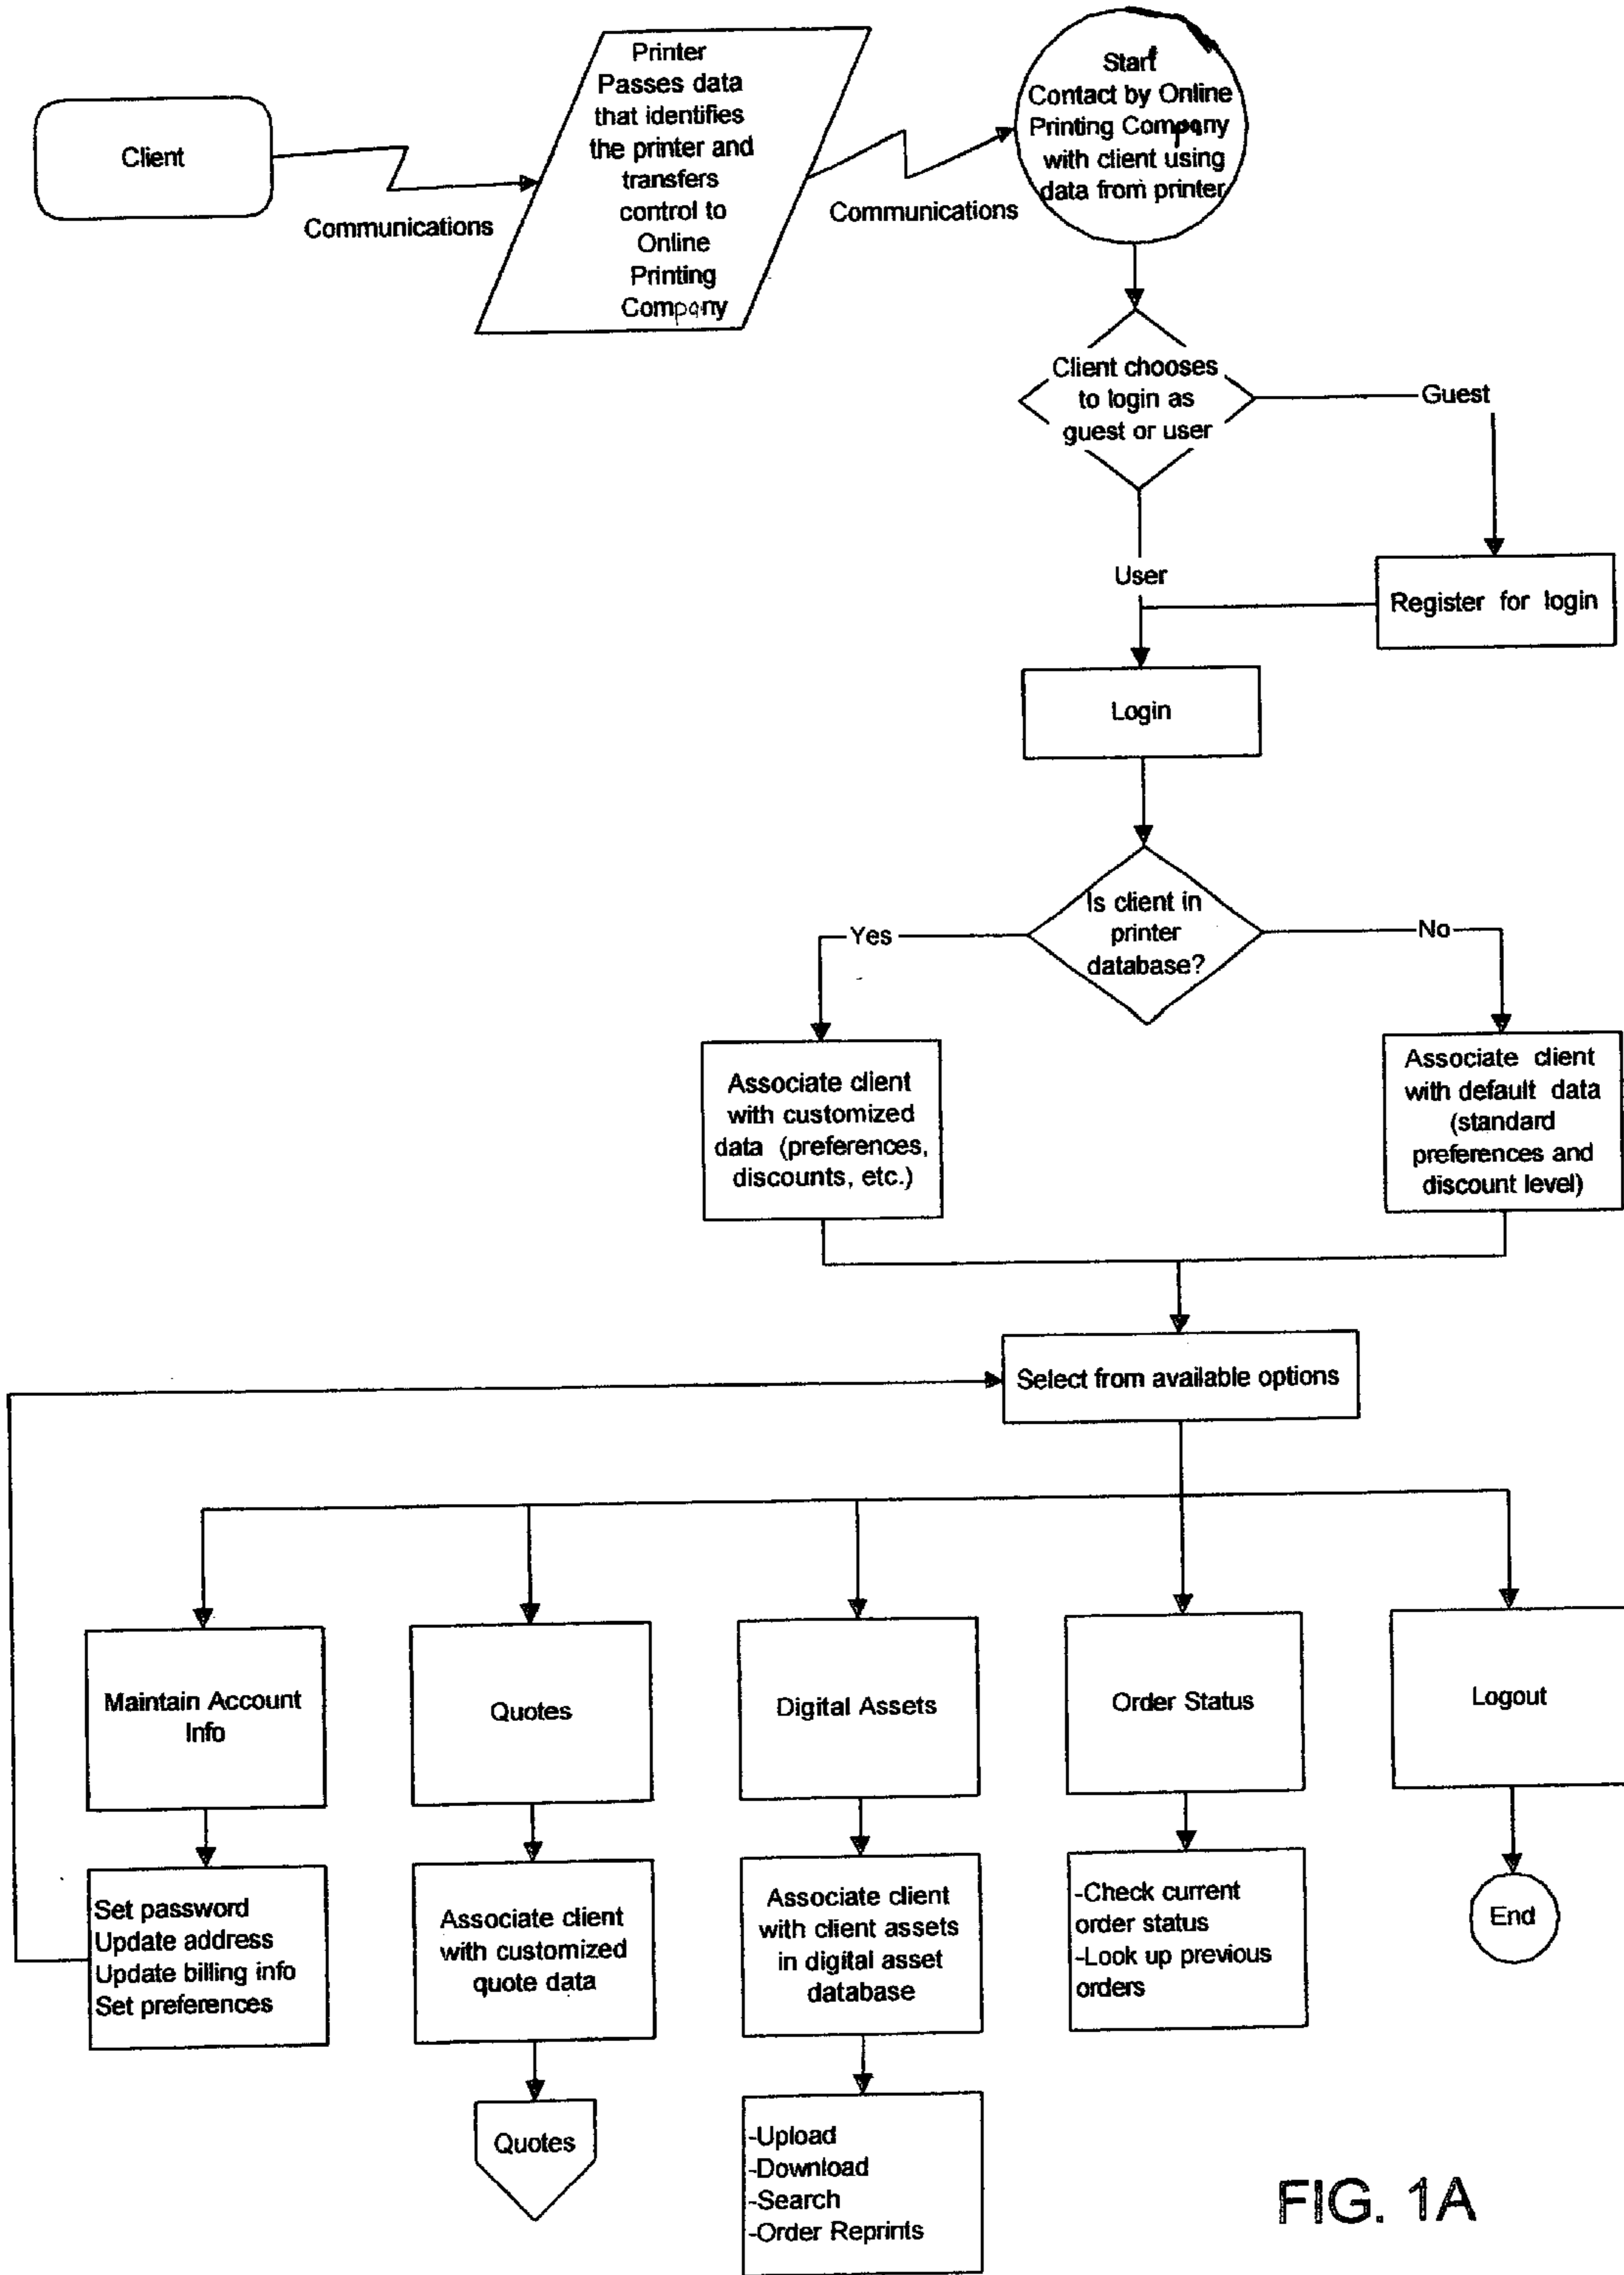 Client
Communications
Printer
Passes data
that identifies
the printer and
transfers
control to
Online
Printing
Company
Communications
Start
Contact by Online
Printing Company
with client using
data from printer
Client chooses
to login as
guest or user
Guest
User
Register for login
Login
Is client in
printer
database?
Yes
No
Associate client
with customized
data (preferences,
discounts, etc.)
Associate client
with default data
(standard
preferences and
discount level)
Select from available options
Maintain Account
Info
Quotes
Digital Assets
Order Status
Logout
Set password
Update address
Update billing info
Set preferences
Associate client
with customized
quote data
Associate client
with client assets
in digital asset
database
-Check current
order status
-Look up previous
orders
End
Quotes
-Upload
-Download
-Search
-Order Reprints
FIG. 1A